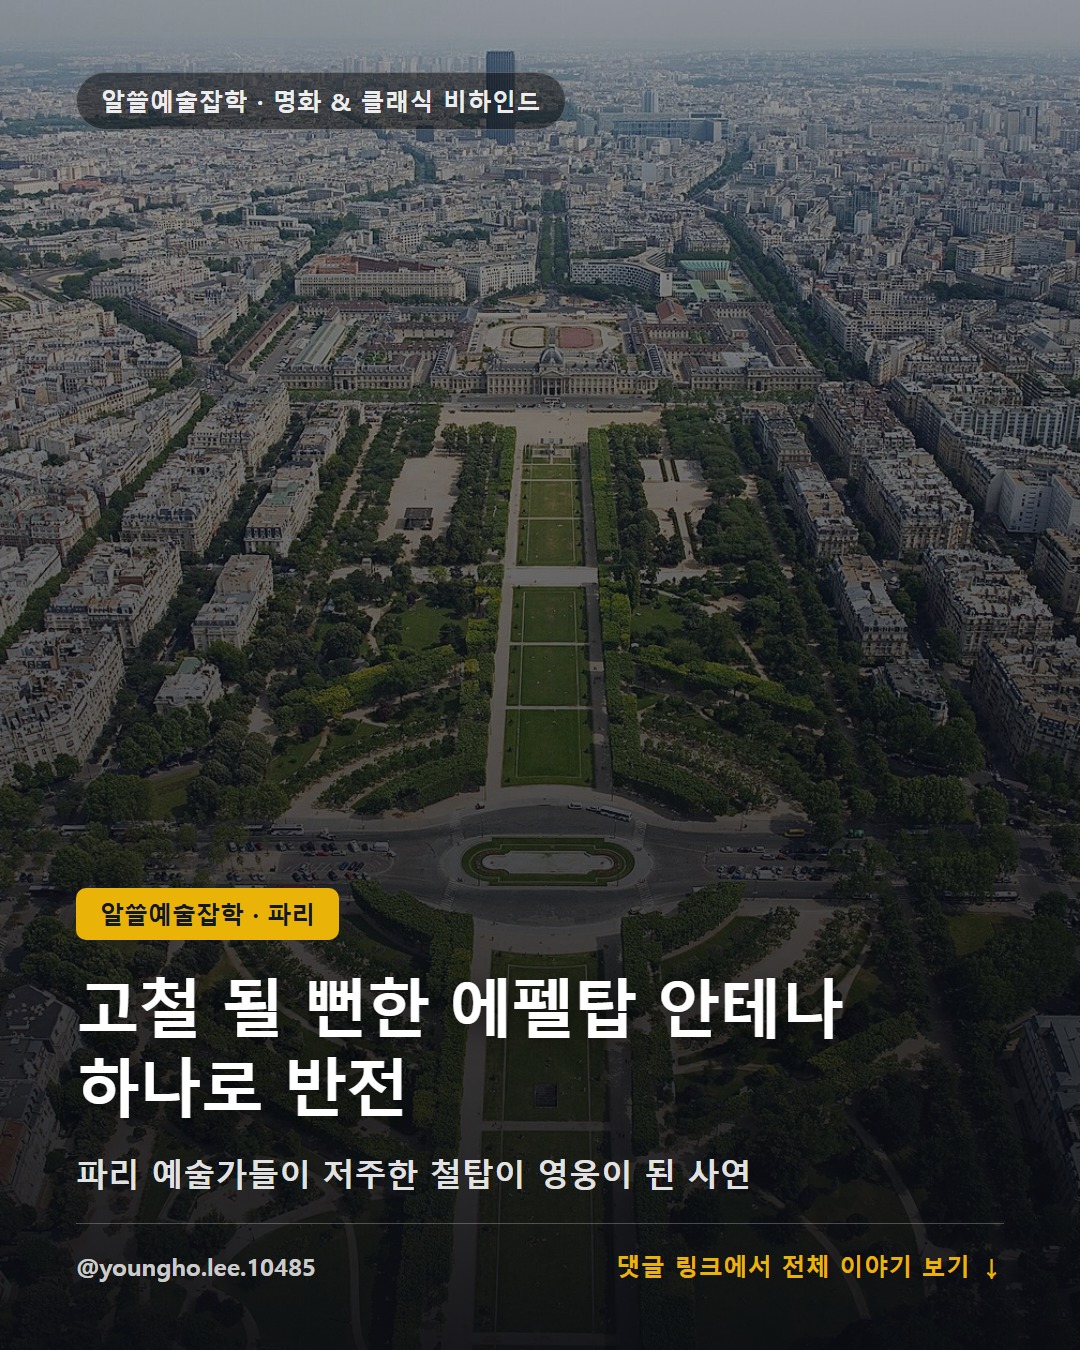 알쓸예술잡학 · 명화 & 클래식 비하인드
알쓸예술잡학 · 파리
고철 될 뻔한 에펠탑 안테나
하나로 반전
파리 예술가들이 저주한 철탑이 영웅이 된 사연
@youngho.lee.10485
댓글 링크에서 전체 이야기 보기 ↓